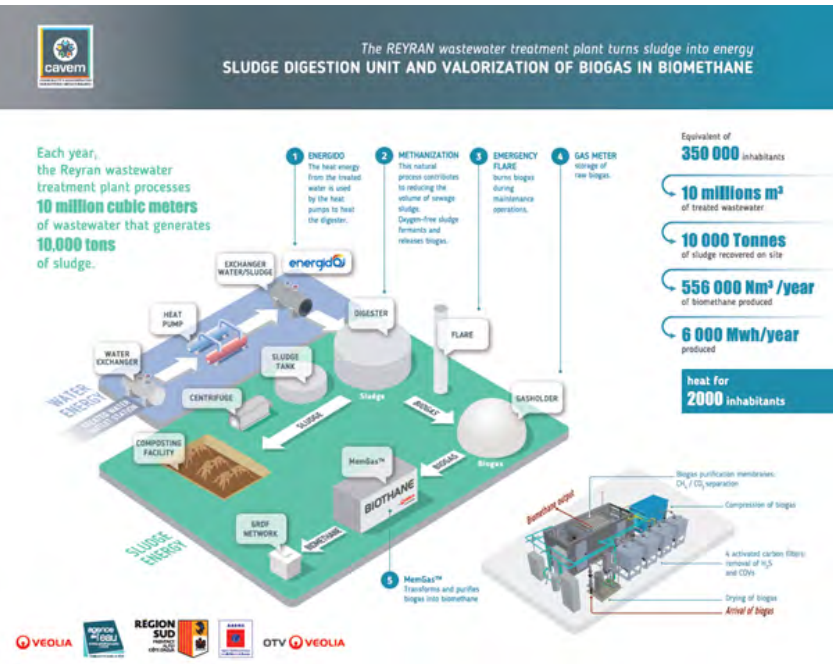 cavem
The REYRAN wastewater treatment plant turns sludge into energy
SLUDGE DIGESTION UNIT AND VALORIZATION OF BIOGAS IN BIOMETHANE
Each year,
the Reyran wastewater
treatment plant processes
10 million cubic meters
of wastewater that generates
10,000 tons
of sludge.
1 ENERGIDO
The heat energy
from the treated
water is used
by the heat
pumps to heat
the digester.
2 METHANIZATION
This natural
process contributes
to reducing the
volume of sewage
sludge.
Oxygen-free sludge
ferments and
releases biogas.
3 EMERGENCY
FLARE
burns biogas
during
maintenance
operations.
4 GAS METER
storage of
raw biogas.
Equivalent of
350 000 inhabitants
10 millions m³
of treated wastewater
10 000 Tonnes
of sludge recovered on site
556 000 Nm³ /year
of biomethane produced
6 000 Mwh/year
produced
heat for
2000 inhabitants
EXCHANGER
WATER/SLUDGE
energido
HEAT
PUMP
DIGESTER
FLARE
WATER
EXCHANGER
SLUDGE
TANK
Sludge
CENTRIFUGE
GASHOLDER
WATER
ENERGY
SLUDGE
BIOGAS
COMPOSTING
FACILITY
MemGas™
BIOGAS
Biogas
BIOTHANE
GRDF
NETWORK
BIOMETHANE
SLUDGE
ENERGY
5 MemGas™
Transforms and purifies
biogas into biomethane
Biogas purification membranes:
CH₄ / CO₂ separation
Biomethane output
Compression of biogas
4 activated carbon filters:
removal of H₂S
and COVs
Drying of biogas
Arrival of biogas
VEOLIA
agence
de l'eau
RÉGION
SUD
PROVENCE
ALPES
CÔTE D'AZUR
OTV VEOLIA